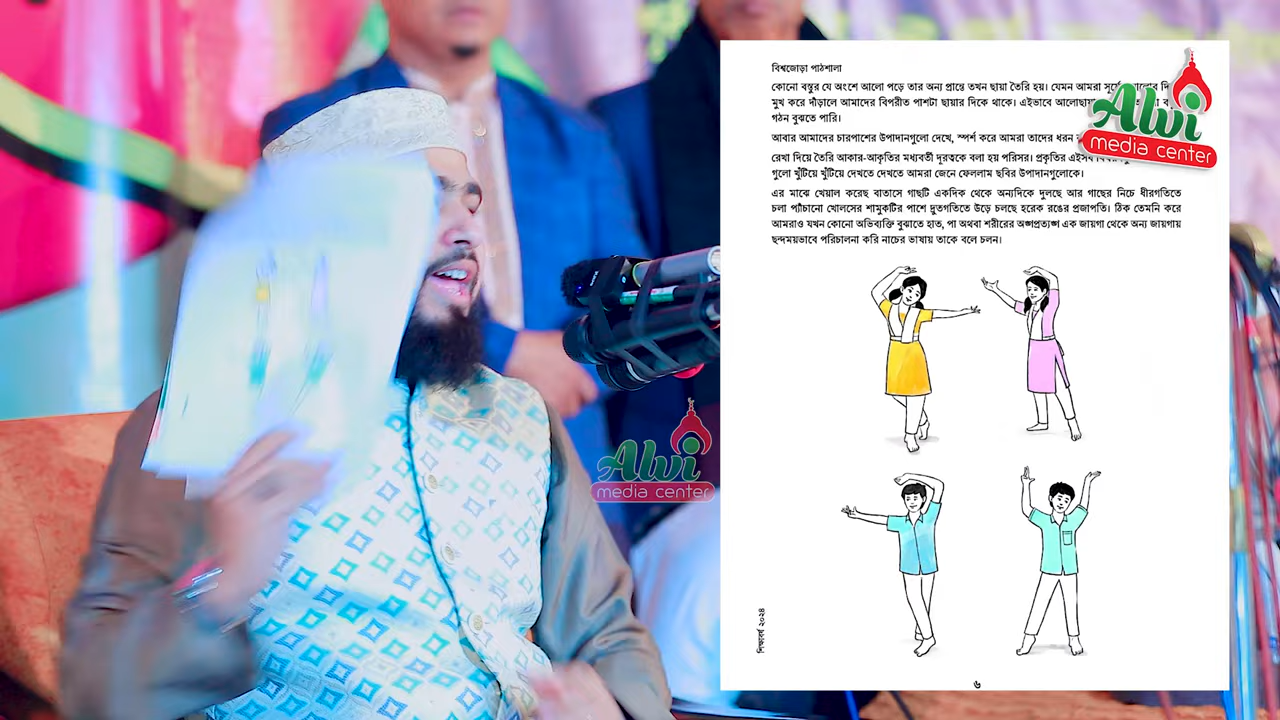 বিশ্বজোড়া পাঠশালা
কোনো বস্তুর যে অংশে আলো পড়ে তার অন্য প্রান্তে তখন ছায়া তৈরি হয়। যেমন আমরা
মুখ করে দাঁড়ালে আমাদের বিপরীত পাশটা ছায়ার দিকে থাকে। এইভাবে
গঠন বুঝতে পারি।
আবার আমাদের চারপাশের উপাদানগুলো দেখে, স্পর্শ করে আমরা তাদের ধরন
রেখা দিয়ে তৈরি আকার-আকৃতির মধ্যবর্তী দূরত্বকে বলা হয় পরিসর। প্রকৃতির এইসব
গুলো খুঁটিয়ে খুঁটিয়ে দেখতে দেখতে আমরা জেনে ফেললাম ছবির উপাদানগুলোকে।
এর মাঝে খেয়াল করেছ বাতাসে গাছটি একদিক থেকে অন্যদিকে দুলছে আর গাছের নিচে ধীরগতিতে
চলা প্যাঁচানো খোলসের শামুকটির পাশে দ্রুতগতিতে উড়ে চলছে হরেক রঙের প্রজাপতি। ঠিক তেমনি করে
আমরাও যখন কোনো অভিব্যক্তি বুঝাতে হাত, পা অথবা শরীরের অঙ্গপ্রত্যঙ্গ এক জায়গা থেকে অন্য জায়গায়
ছন্দময়ভাবে পরিচালনা করি নাচের ভাষায় তাকে বলে চলন।
শিক্ষাবর্ষ ২০২৪
৬
Alvi
media center
Alvi
media center